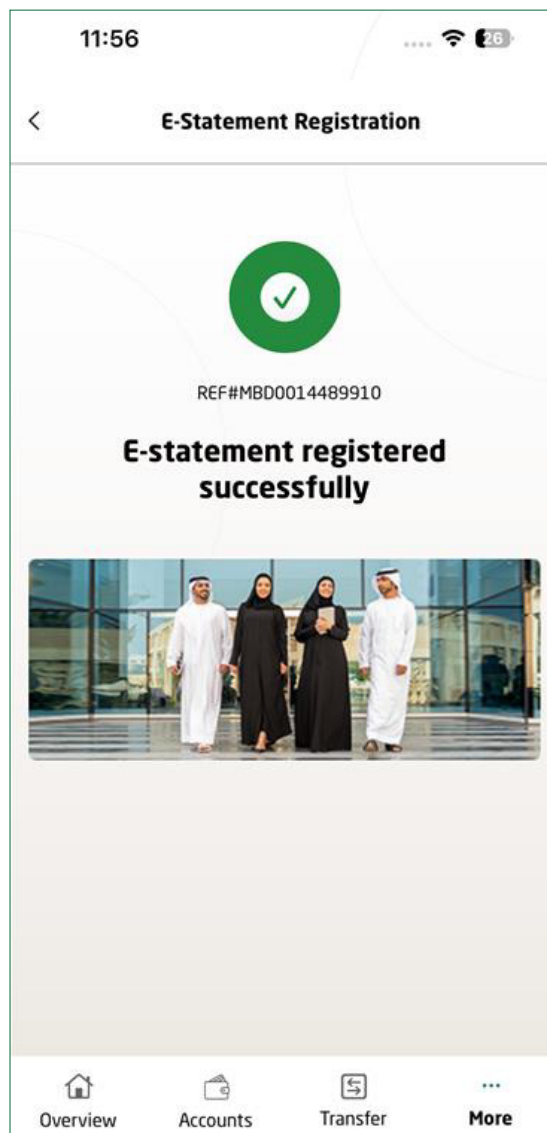 11:56
26
E-Statement Registration
REF#MBD0014489910
E-statement registered
successfully
Overview
Accounts
Transfer
More